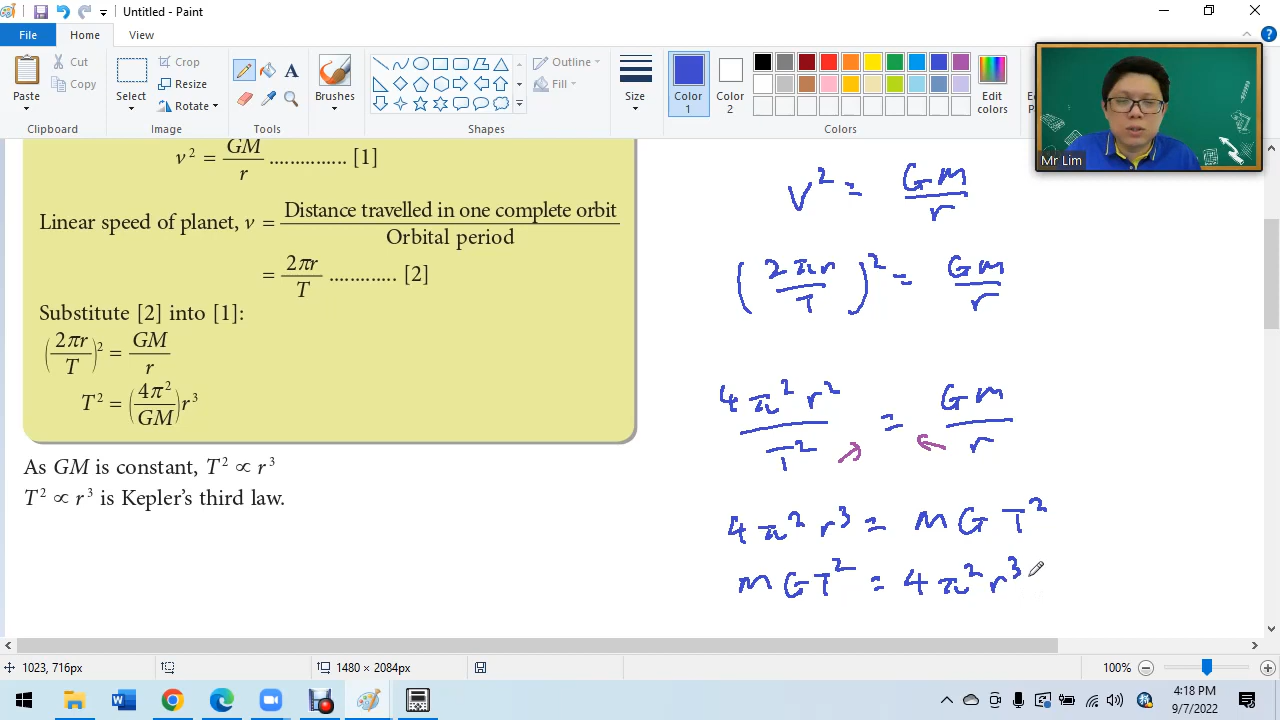 Untitled - Paint
File Home View
Paste Cut Copy Clipboard
Select Crop Resize Rotate Image
Tools
Brushes
Outline Fill Shapes
Size
Color 1 Color 2 Edit colors Colors
Mr Lim
v² = GM/r ............... [1]
Linear speed of planet, v = Distance travelled in one complete orbit / Orbital period
= 2πr/T ............. [2]
Substitute [2] into [1]:
(2πr/T)² = GM/r
T² = (4π²/GM)r³
As GM is constant, T² ∝ r³
T² ∝ r³ is Kepler's third law.
v² = GM/r
(2πr/T)² = GM/r
4π²r²/T² = GM/r
4π²r³ = MGT²
MGT² = 4π²r³
1023, 716px
1480 × 2084px
100%
4:18 PM
9/7/2022